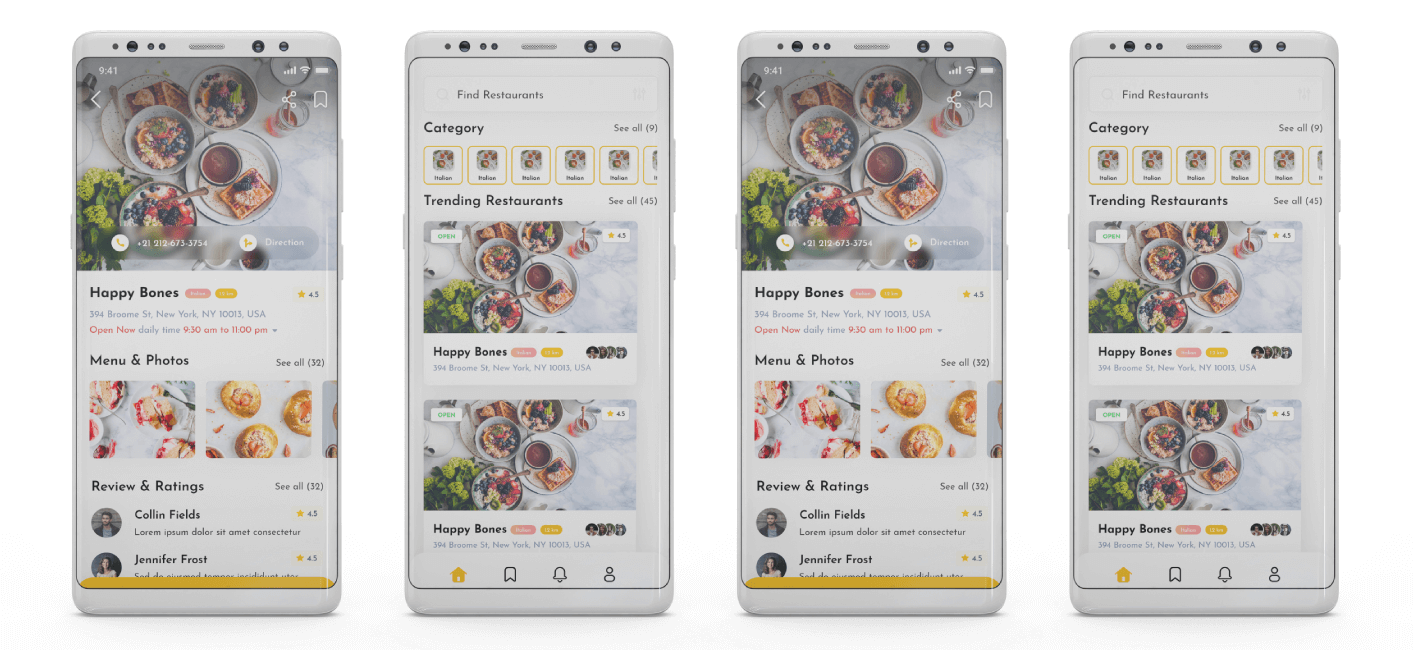 9:41
+21 212-673-3754 Direction
Happy Bones Italian 12 km 4.5
394 Broome St, New York, NY 10013, USA
Open Now daily time 9:30 am to 11:00 pm
Menu & Photos See all (32)
Review & Ratings See all (32)
Collin Fields 4.5
Lorem ipsum dolor sit amet consectetur
Jennifer Frost 4.5
Sed do eiusmod tempor incididunt utor
Find Restaurants
Category See all (9)
Italian Italian Italian Italian Italian
Trending Restaurants See all (45)
OPEN 4.5
Happy Bones Italian 12 km
394 Broome St, New York, NY 10013, USA
OPEN 4.5
Happy Bones Italian 12 km
394 Broome St, New York, NY 10013, USA
9:41
+21 212-673-3754 Direction
Happy Bones Italian 12 km 4.5
394 Broome St, New York, NY 10013, USA
Open Now daily time 9:30 am to 11:00 pm
Menu & Photos See all (32)
Review & Ratings See all (32)
Collin Fields 4.5
Lorem ipsum dolor sit amet consectetur
Jennifer Frost 4.5
Sed do eiusmod tempor incididunt utor
Find Restaurants
Category See all (9)
Italian Italian Italian Italian Italian
Trending Restaurants See all (45)
OPEN 4.5
Happy Bones Italian 12 km
394 Broome St, New York, NY 10013, USA
OPEN 4.5
Happy Bones Italian 12 km
394 Broome St, New York, NY 10013, USA